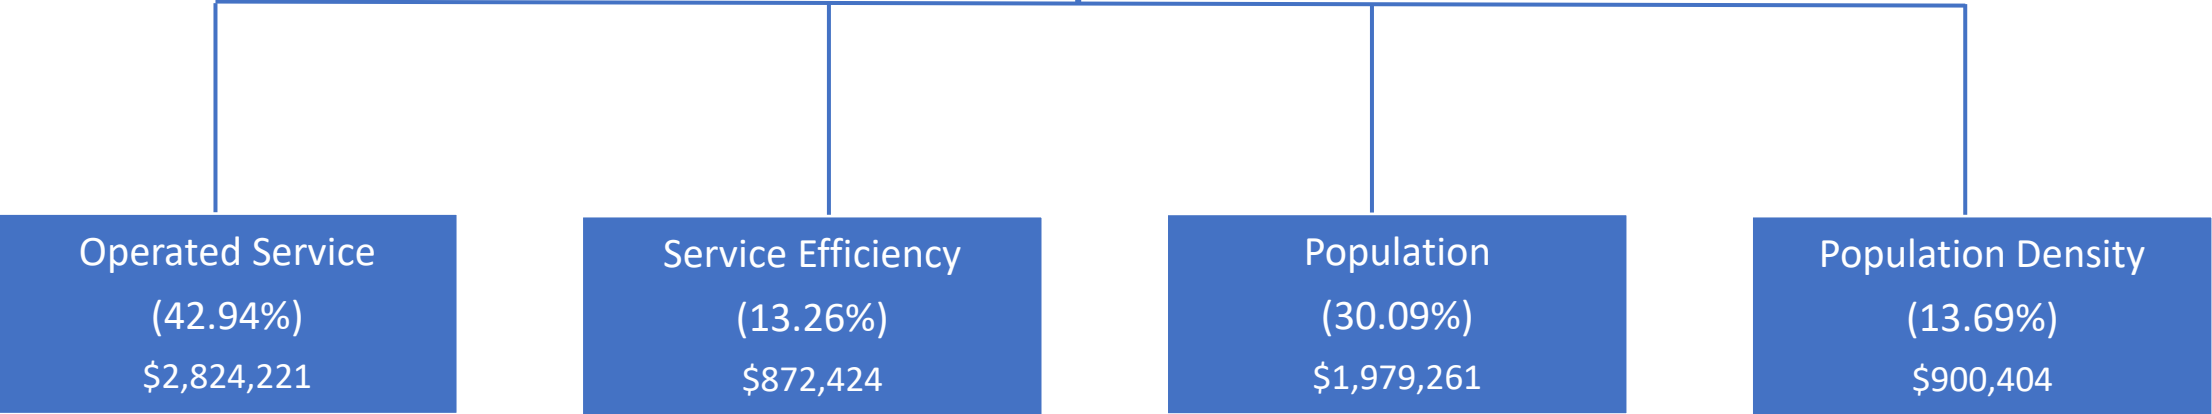 Operated Service
(42.94%)
$2,824,221
Service Efficiency
(13.26%)
$872,424
Population
(30.09%)
$1,979,261
Population Density
(13.69%)
$900,404